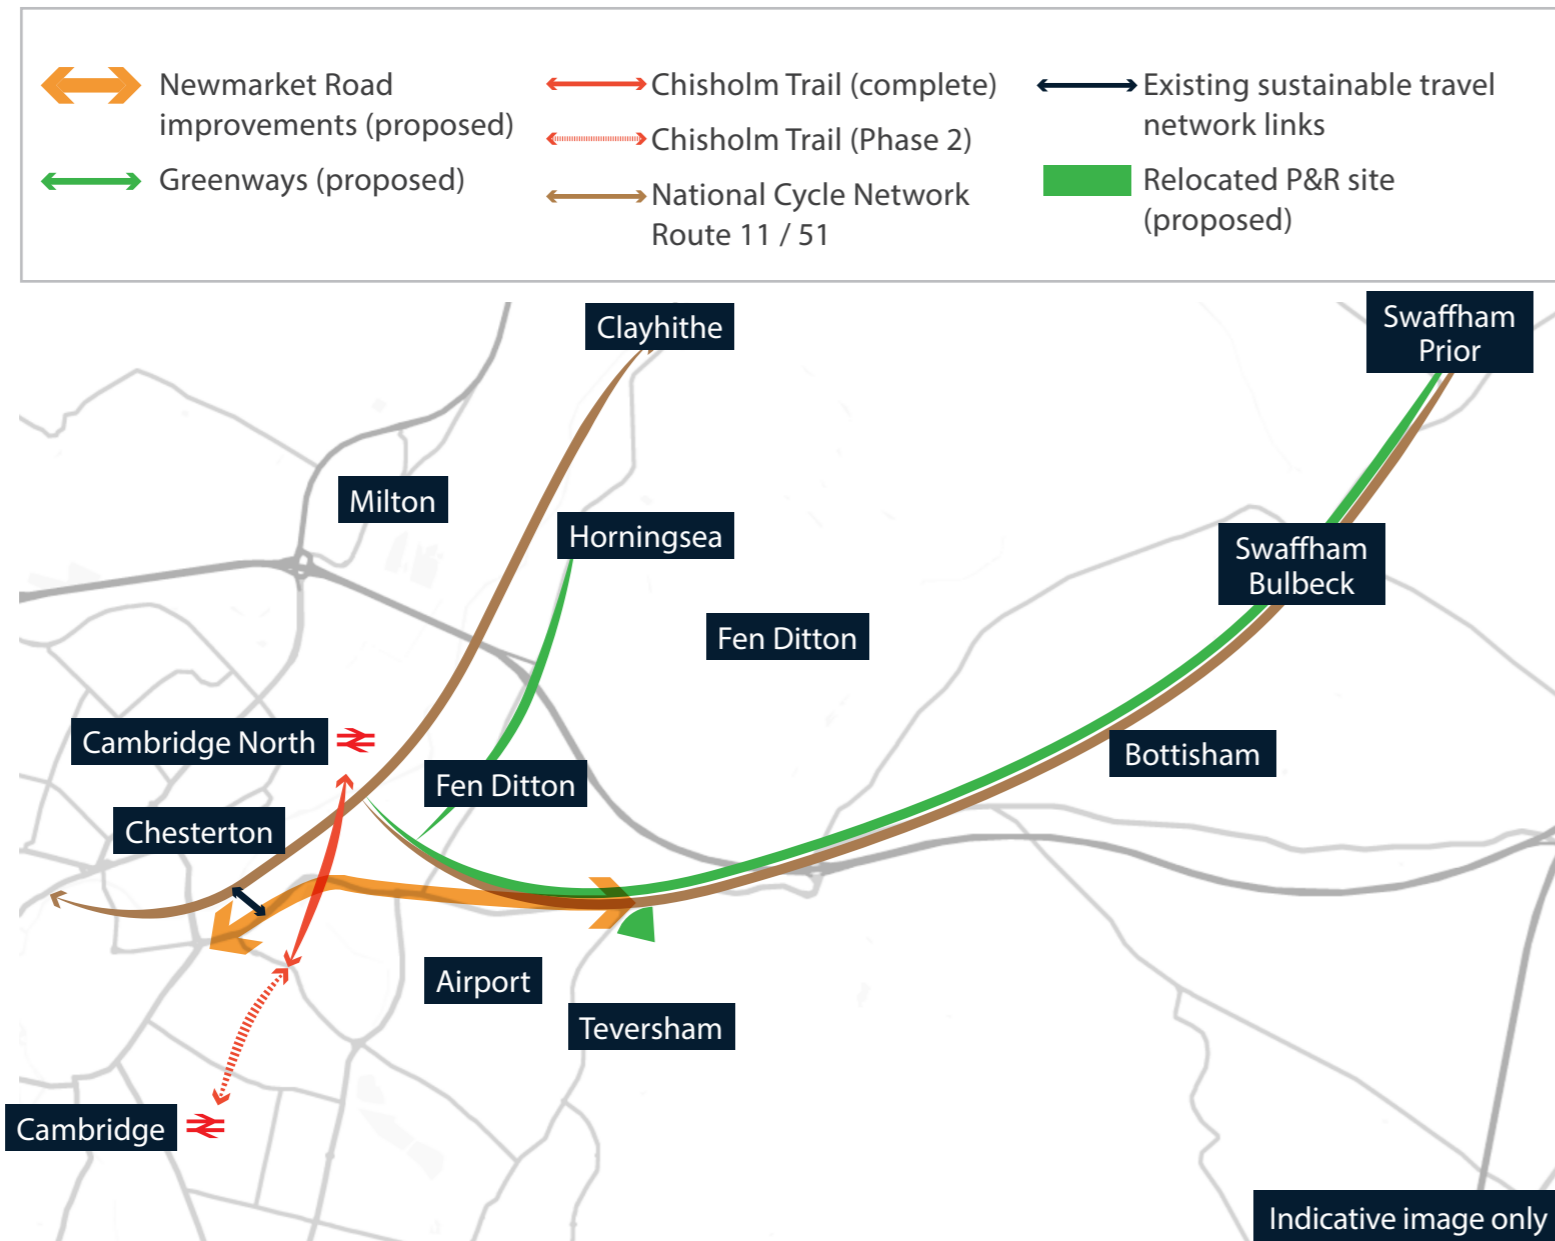 Newmarket Road
improvements (proposed)
Greenways (proposed)
Chisholm Trail (complete)
Chisholm Trail (Phase 2)
National Cycle Network
Route 11 / 51
Existing sustainable travel
network links
Relocated P&R site
(proposed)
Clayhithe
Swaffham
Prior
Milton
Horningsea
Swaffham
Bulbeck
Fen Ditton
Cambridge North
Bottisham
Fen Ditton
Chesterton
Airport
Teversham
Cambridge
Indicative image only